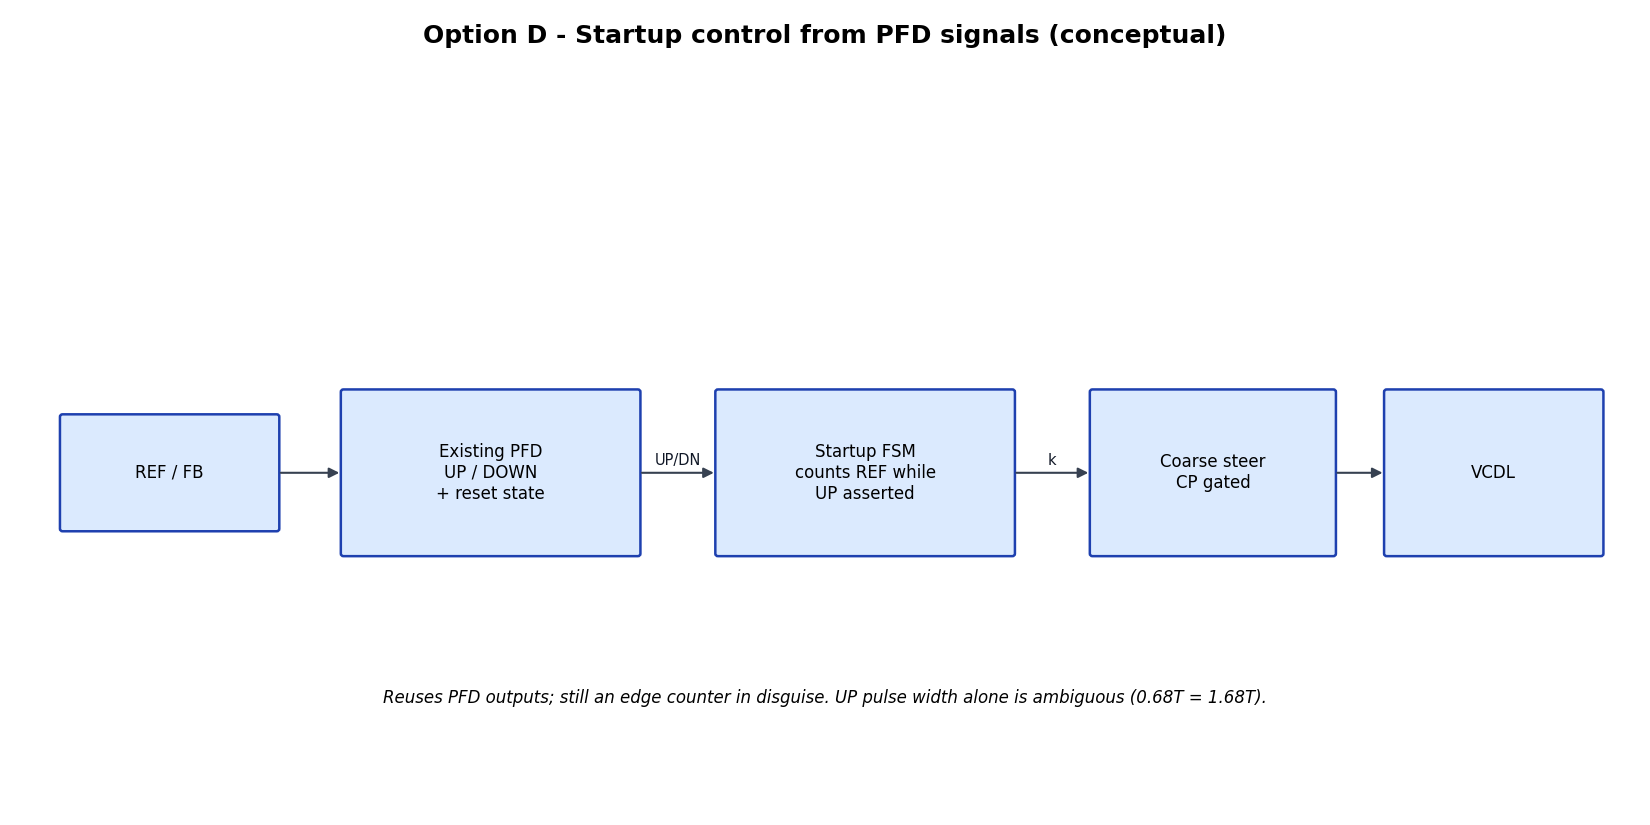 Option D - Startup control from PFD signals (conceptual)
REF / FB
Existing PFD
UP / DOWN
+ reset state
UP/DN
Startup FSM
counts REF while
UP asserted
k
Coarse steer
CP gated
VCDL
Reuses PFD outputs; still an edge counter in disguise. UP pulse width alone is ambiguous (0.68T = 1.68T).